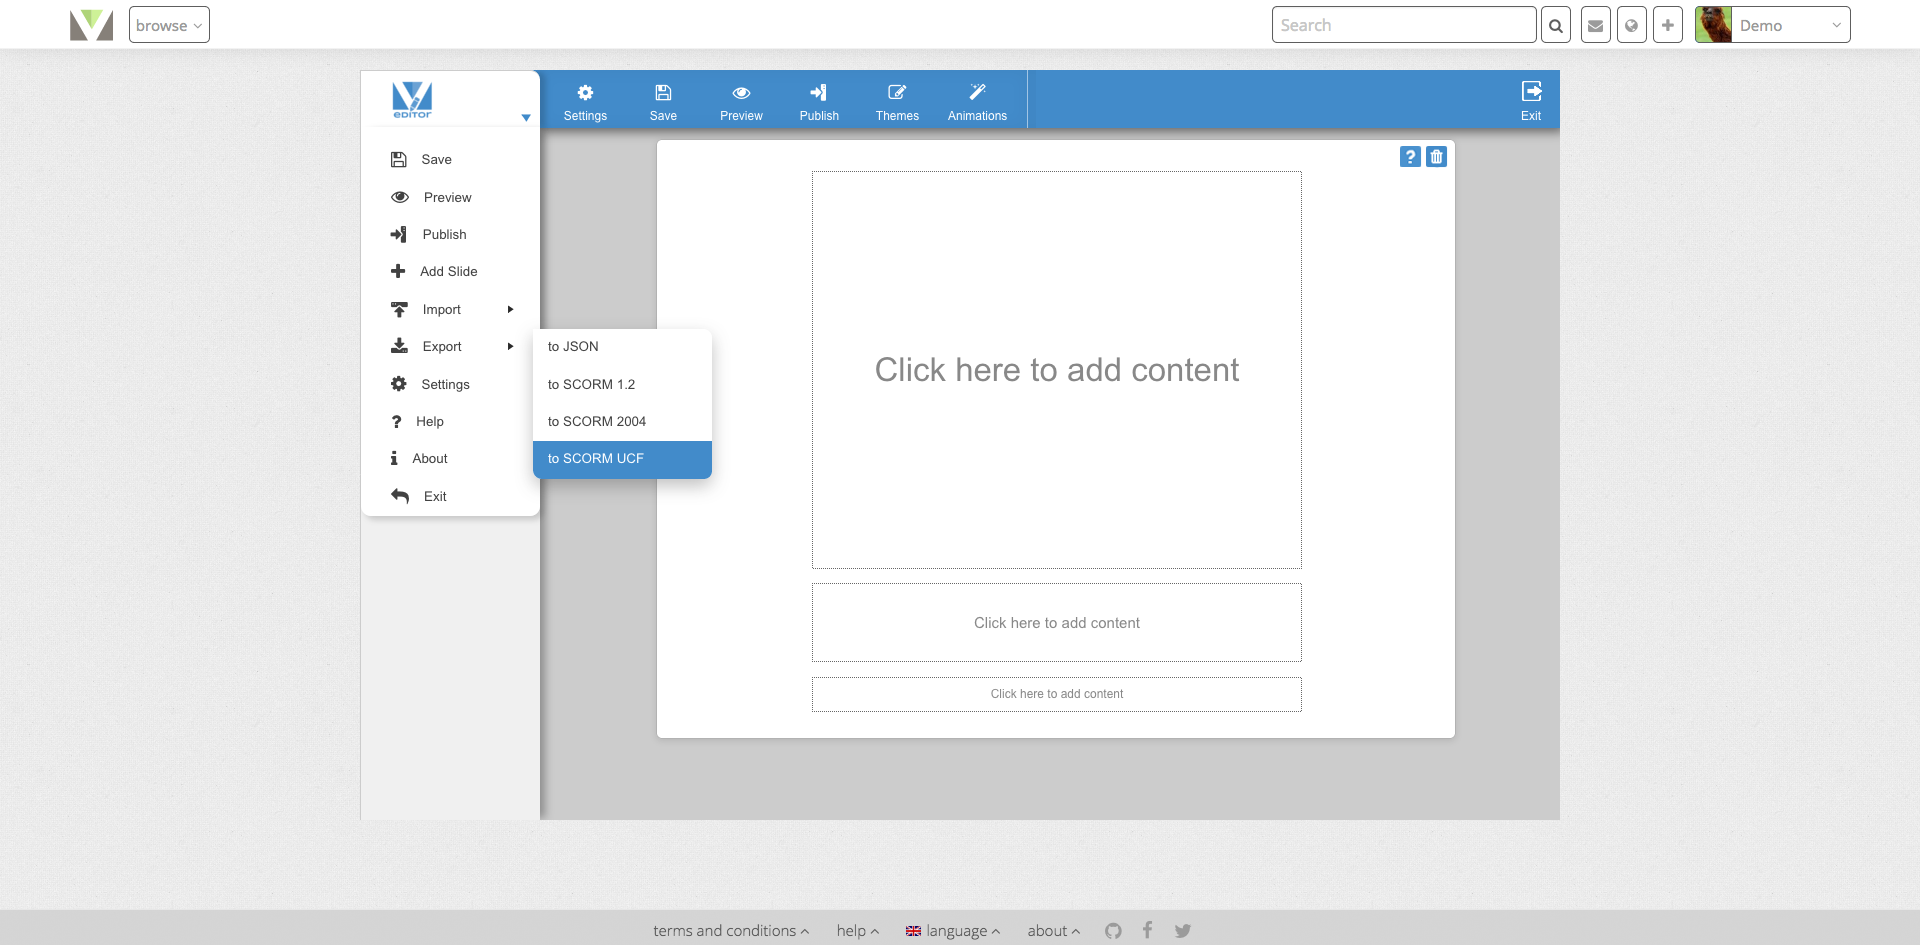 browse
Search
Demo
EDITOR
Settings
Save
Preview
Publish
Themes
Animations
Exit
Save
Preview
Publish
Add Slide
Import
Export
Settings
? Help
About
Exit
to JSON
to SCORM 1.2
to SCORM 2004
to SCORM UCF
?
Click here to add content
Click here to add content
Click here to add content
terms and conditions
help
language
about